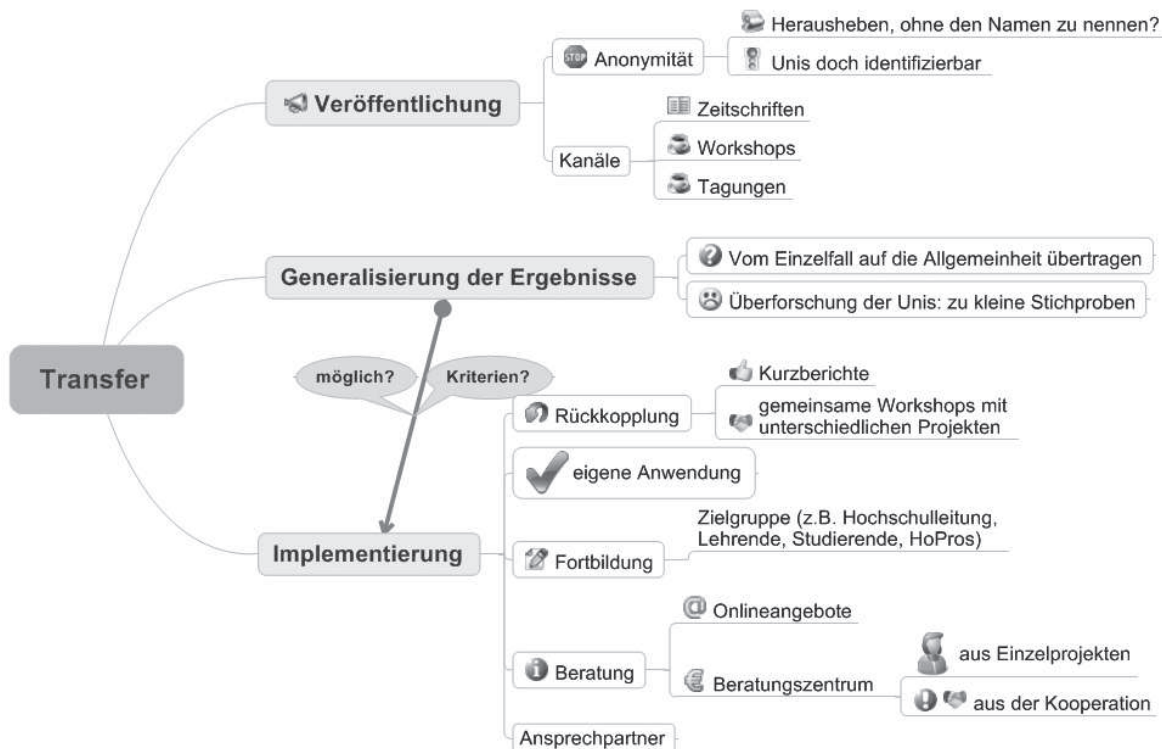 Transfer
Veröffentlichung
Anonymität
Herausheben, ohne den Namen zu nennen?
Unis doch identifizierbar
Kanäle
Zeitschriften
Workshops
Tagungen
Generalisierung der Ergebnisse
Vom Einzelfall auf die Allgemeinheit übertragen
Überforschung der Unis: zu kleine Stichproben
möglich?
Kriterien?
Implementierung
Rückkopplung
Kurzberichte
gemeinsame Workshops mit
unterschiedlichen Projekten
eigene Anwendung
Fortbildung
Zielgruppe (z.B. Hochschulleitung,
Lehrende, Studierende, HoPros)
Beratung
@ Onlineangebote
€ Beratungszentrum
aus Einzelprojekten
aus der Kooperation
Ansprechpartner
STOP